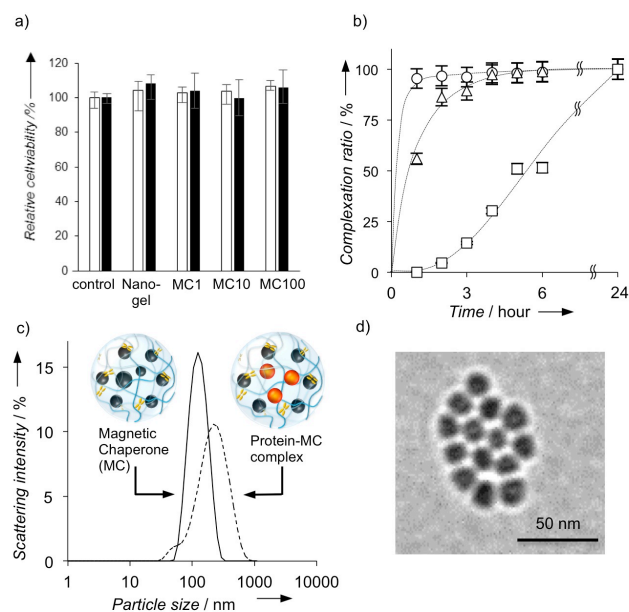 a)
Relative cellviability /%
120
100
80
60
40
20
0
control
Nano-
gel
MC1
MC10
MC100
b)
Complexation ratio / %
100
75
50
25
0
0
3
6
24
Time / hour
c)
Scattering intensity / %
15
10
5
0
1
10
100
1000
10000
Particle size / nm
Magnetic
Chaperone
(MC)
Protein-MC
complex
d)
50 nm